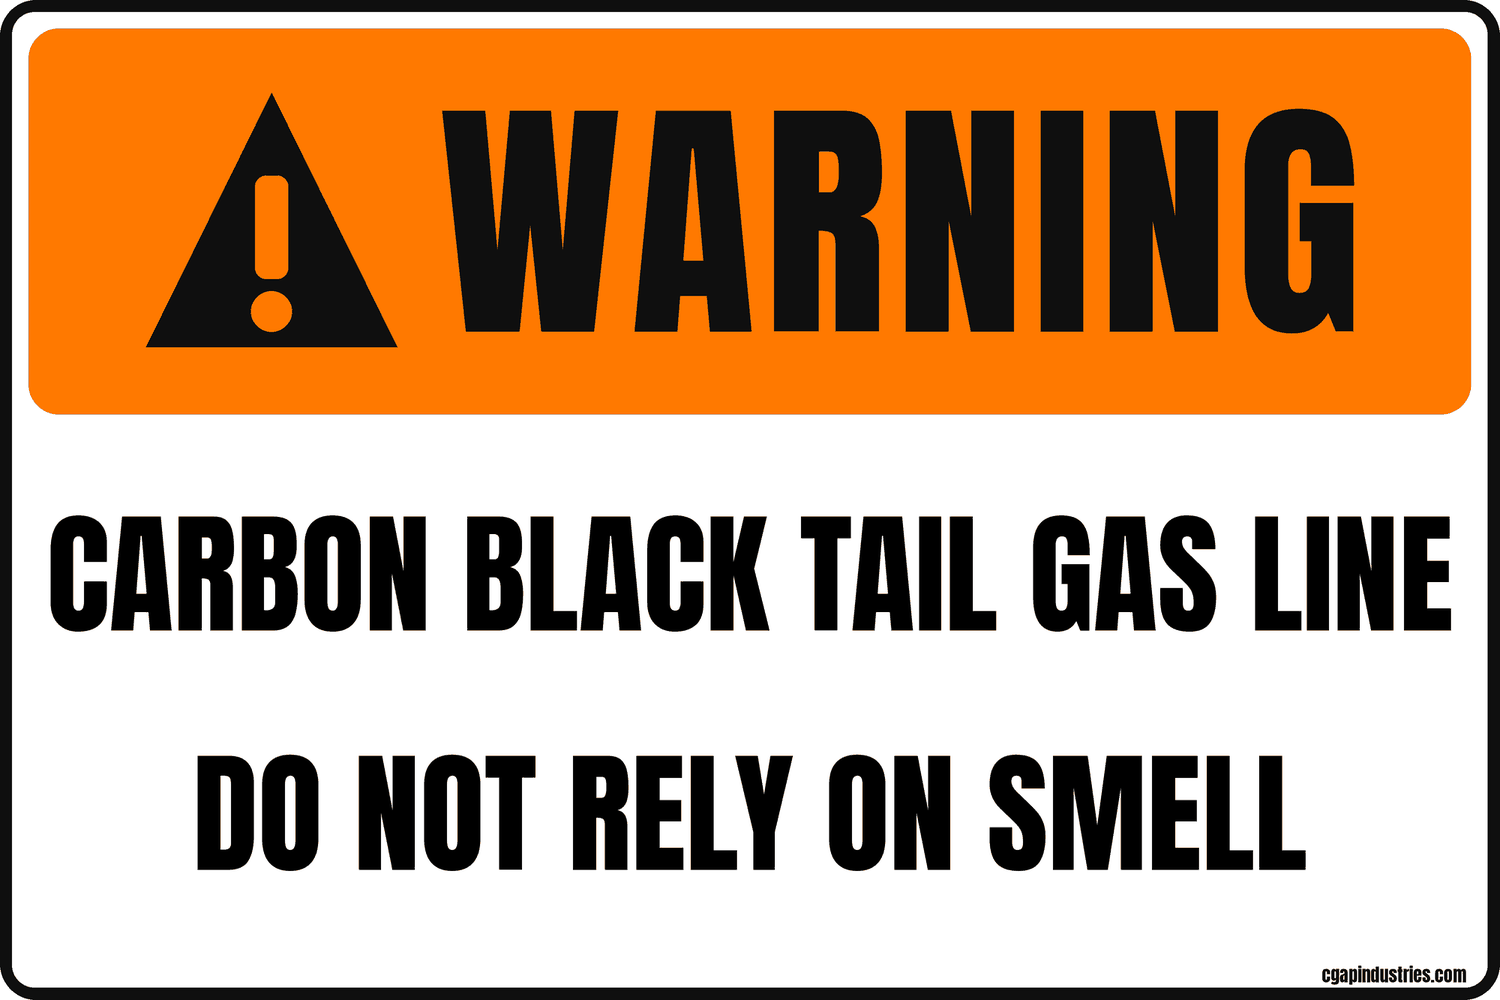 WARNING
CARBON BLACK TAIL GAS LINE
DO NOT RELY ON SMELL
cgapindustries.com